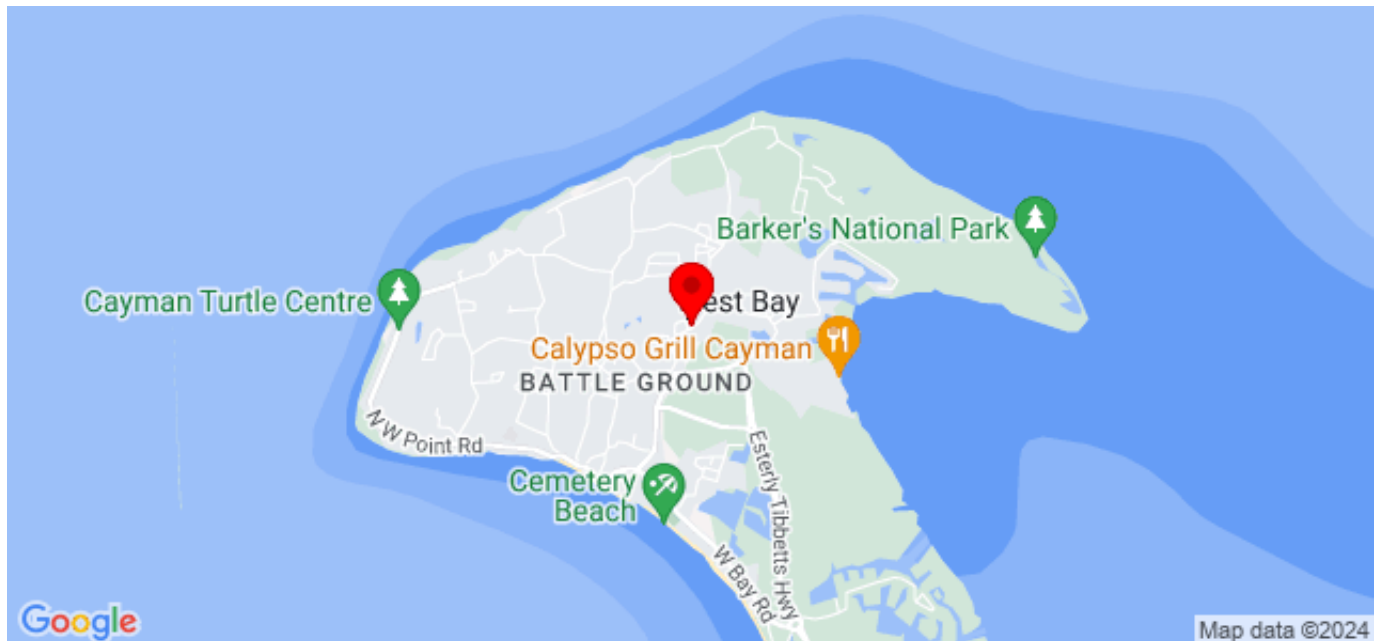 Barker's National Park
Cayman Turtle Centre
est Bay
Calypso Grill Cayman
BATTLE GROUND
N W Point Rd
Esterly Tibbetts Hwy
Cemetery
Beach
W Bay Rd
Google
Map data ©2024